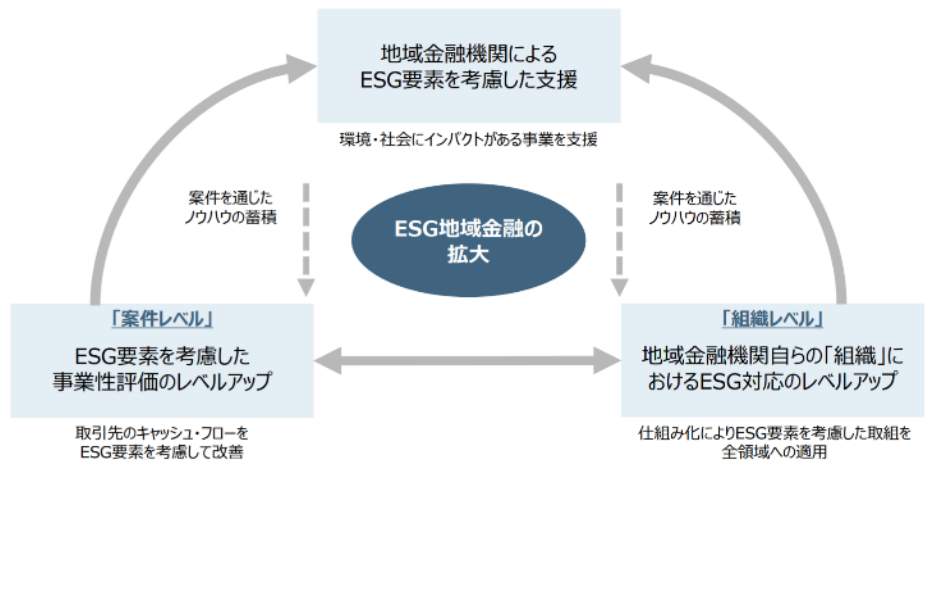 地域金融機関による
ESG要素を考慮した支援
環境・社会にインパクトがある事業を支援
案件を通じた
ノウハウの蓄積
ESG地域金融の
拡大
案件を通じた
ノウハウの蓄積
「案件レベル」
ESG要素を考慮した
事業性評価のレベルアップ
取引先のキャッシュ・フローを
ESG要素を考慮して改善
「組織レベル」
地域金融機関自らの「組織」に
おけるESG対応のレベルアップ
仕組み化によりESG要素を考慮した取組を
全領域への適用